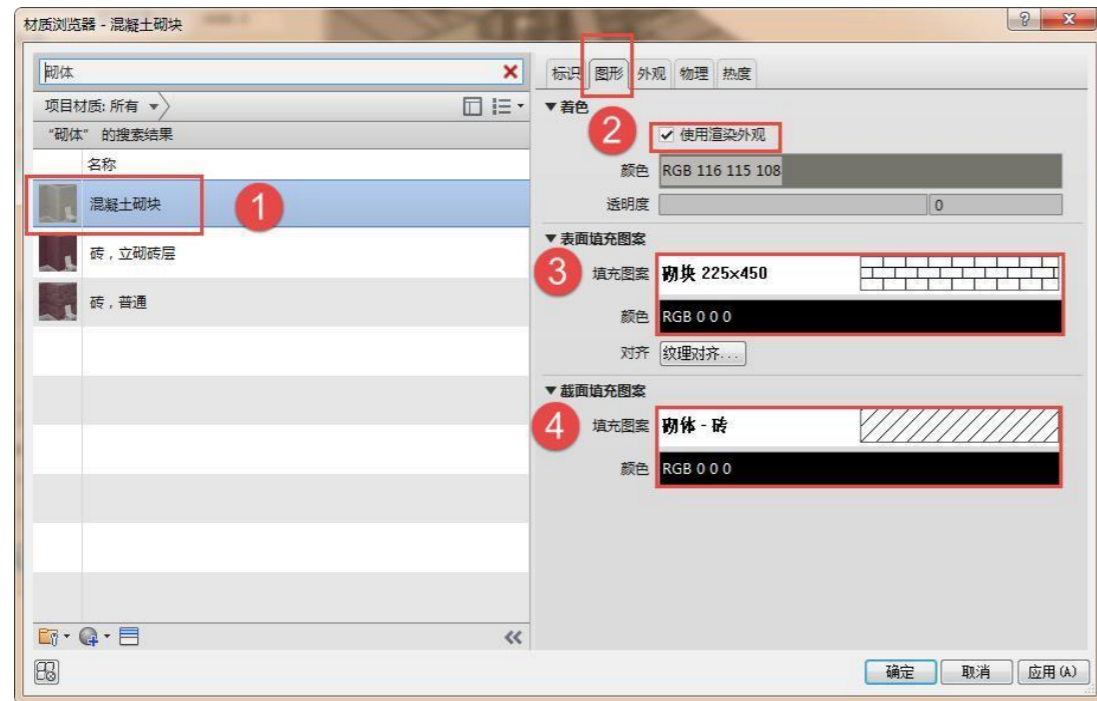 材质浏览器 - 混凝土砌块
砌体
项目材质: 所有
“砌体” 的搜索结果
名称
混凝土砌块
1
砖，立砌砖层
砖，普通
标识 图形 外观 物理 热度
▼着色
2
使用渲染外观
颜色 RGB 116 115 108
透明度 0
▼表面填充图案
3
填充图案 砌块 225×450
颜色 RGB 0 0 0
对齐 纹理对齐...
▼截面填充图案
4
填充图案 砌体 - 砖
颜色 RGB 0 0 0
确定 取消 应用(A)